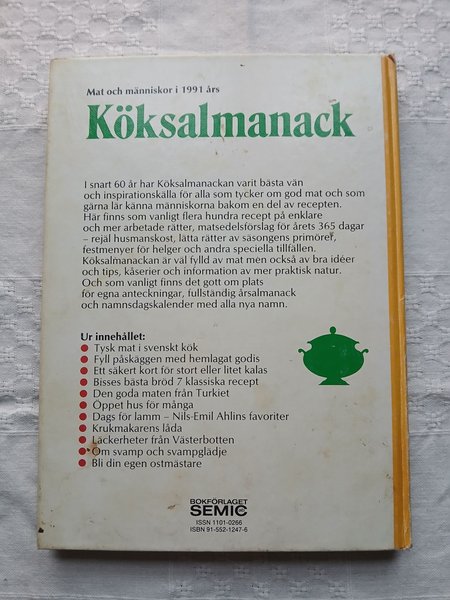 Mat och människor i 1991 års
Köksalmanack
I snart 60 år har Köksalmanackan varit bästa vän
och inspirationskälla för alla som tycker om god mat och som
gärna lär känna människorna bakom en del av recepten.
Här finns som vanligt flera hundra recept på enklare
och mer arbetade rätter, matsedelsförslag för årets 365 dagar
– rejäl husmanskost, lätta rätter av säsongens primörer,
festmenyer för helger och andra speciella tillfällen.
Köksalmanackan är väl fylld av mat men också av bra idéer
och tips, kåserier och information av mer praktisk natur.
Och som vanligt finns det gott om plats
för egna anteckningar, fullständig årsalmanack
och namnsdagskalender med alla nya namn.
Ur innehållet:
Tysk mat i svenskt kök
Fyll påskäggen med hemlagat godis
Ett säkert kort för stort eller litet kalas
Bisses bästa bröd 7 klassiska recept
Den goda maten från Turkiet
Öppet hus för många
Dags för lamm – Nils-Emil Ahlins favoriter
Krukmakarens låda
Läckerheter från Västerbotten
Om svamp och svampglädje
Bli din egen ostmästare
BOKFÖRLAGET
SEMIC
ISSN 1101-0266
ISBN 91-552-1247-6